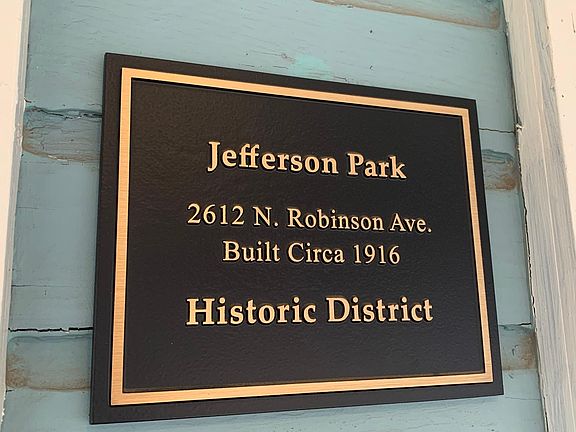 Jefferson Park
2612 N. Robinson Ave.
Built Circa 1916
Historic District